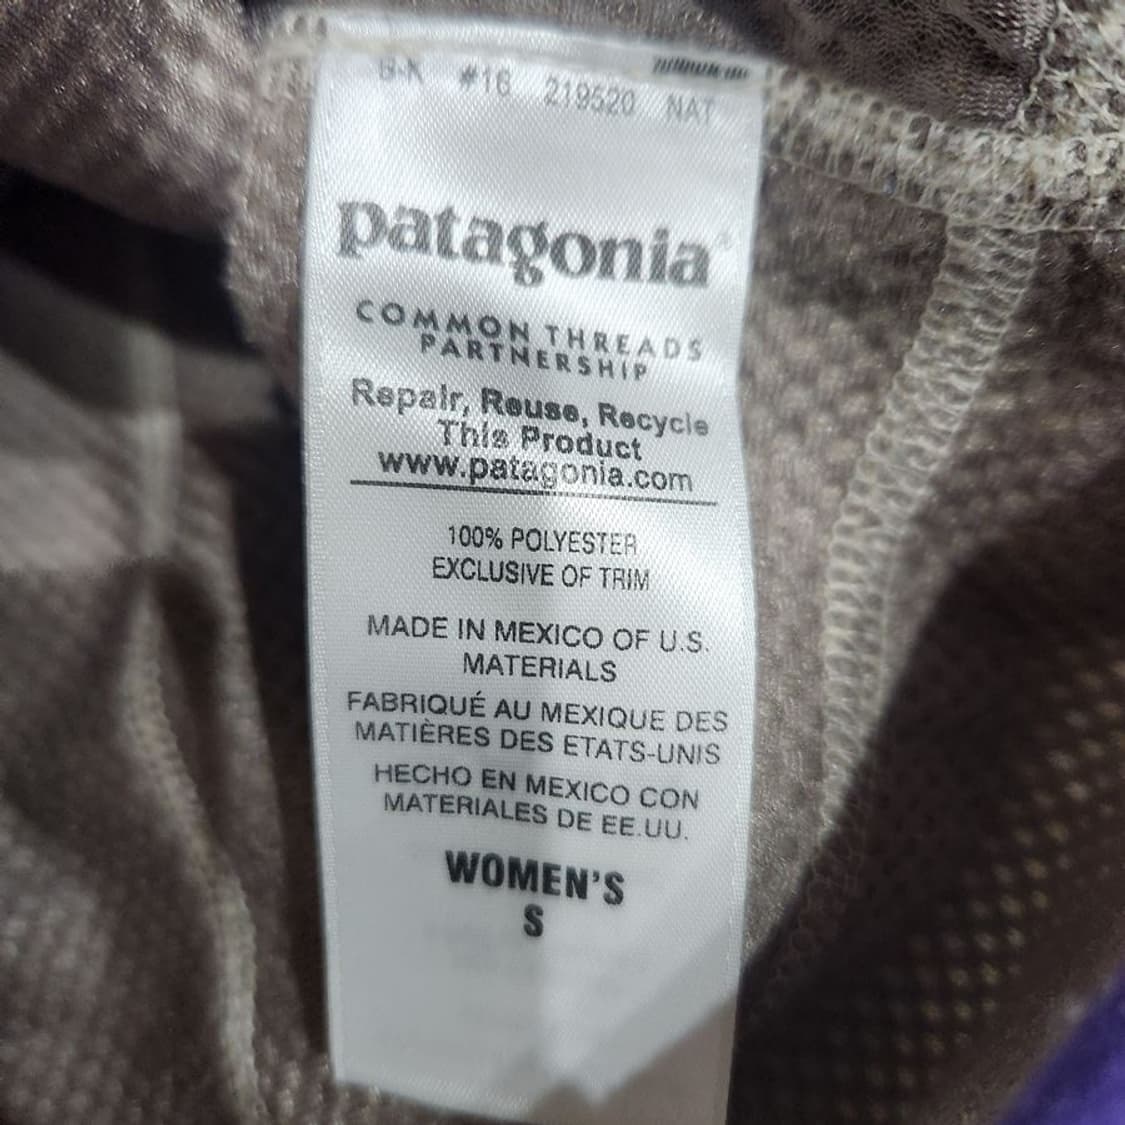 #16 219520 NAT
patagonia®
COMMON THREADS
PARTNERSHIP
Repair, Reuse, Recycle
This Product
www.patagonia.com
100% POLYESTER
EXCLUSIVE OF TRIM
MADE IN MEXICO OF U.S.
MATERIALS
FABRIQUÉ AU MEXIQUE DES
MATIÈRES DES ETATS-UNIS
HECHO EN MEXICO CON
MATERIALES DE EE.UU.
WOMEN'S
S